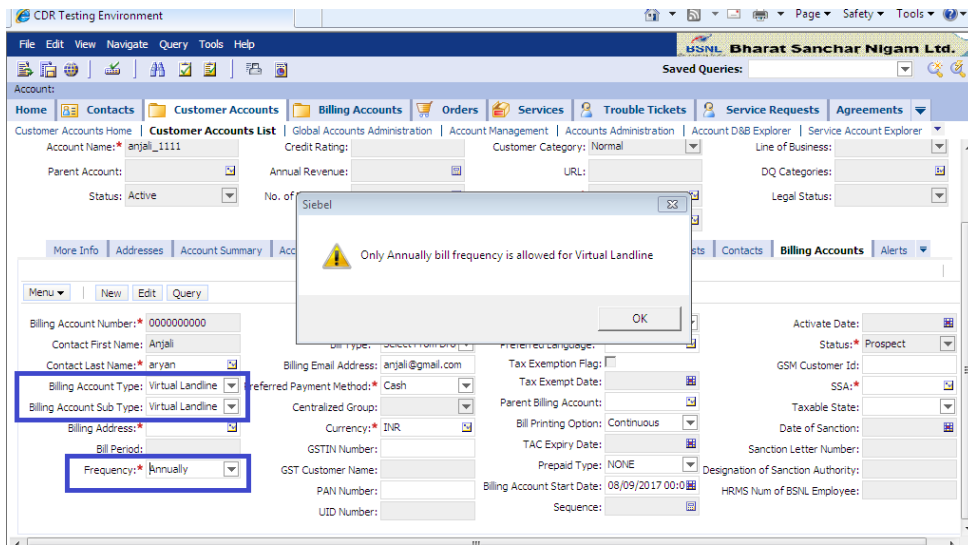 CDR Testing Environment
Page Safety Tools
File Edit View Navigate Query Tools Help
BSNL Bharat Sanchar Nigam Ltd.
Saved Queries:
Account:
Home Contacts Customer Accounts Billing Accounts Orders Services Trouble Tickets Service Requests Agreements
Customer Accounts Home | Customer Accounts List | Global Accounts Administration | Account Management | Accounts Administration | Account D&B Explorer | Service Account Explorer
Account Name:* anjali_1111 Credit Rating: Customer Category: Normal Line of Business:
Parent Account: Annual Revenue: URL: DQ Categories:
Status: Active No. of Legal Status:
Siebel
Only Annually bill frequency is allowed for Virtual Landline
OK
More Info Addresses Account Summary Acc sts Contacts Billing Accounts Alerts
Menu New Edit Query
Billing Account Number:* 0000000000 Activate Date:
Contact First Name: Anjali Bill Type: Select From Dro Preferred Language: Status:* Prospect
Contact Last Name:* aryan Billing Email Address: anjali@gmail.com Tax Exemption Flag: GSM Customer Id:
Billing Account Type: Virtual Landline Preferred Payment Method:* Cash Tax Exempt Date: SSA:*
Billing Account Sub Type: Virtual Landline Centralized Group: Parent Billing Account: Taxable State:
Billing Address:* Currency:* INR Bill Printing Option: Continuous Date of Sanction:
Bill Period: GSTIN Number: TAC Expiry Date: Sanction Letter Number:
Frequency:* Annually GST Customer Name: Prepaid Type: NONE Designation of Sanction Authority:
PAN Number: Billing Account Start Date: 08/09/2017 00:0 HRMS Num of BSNL Employee:
UID Number: Sequence: